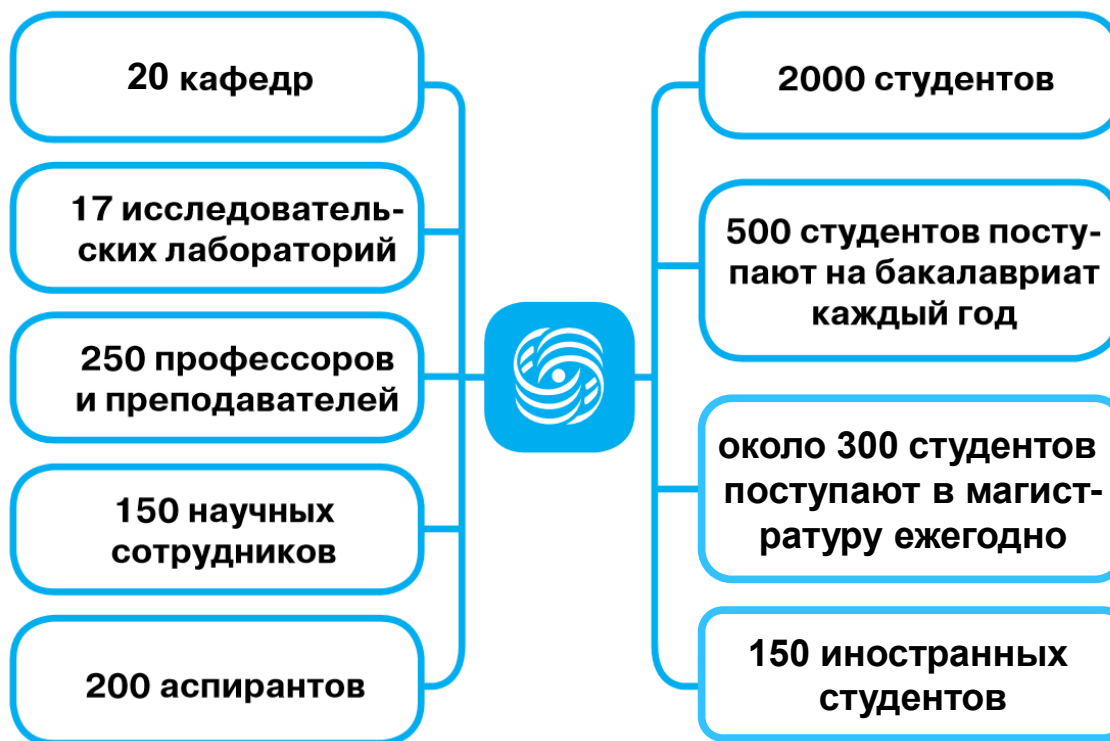 20 кафедр
17 исследователь-
ских лабораторий
250 профессоров
и преподавателей
150 научных
сотрудников
200 аспирантов
2000 студентов
500 студентов посту-
пают на бакалавриат
каждый год
около 300 студентов
поступают в магист-
ратуру ежегодно
150 иностранных
студентов